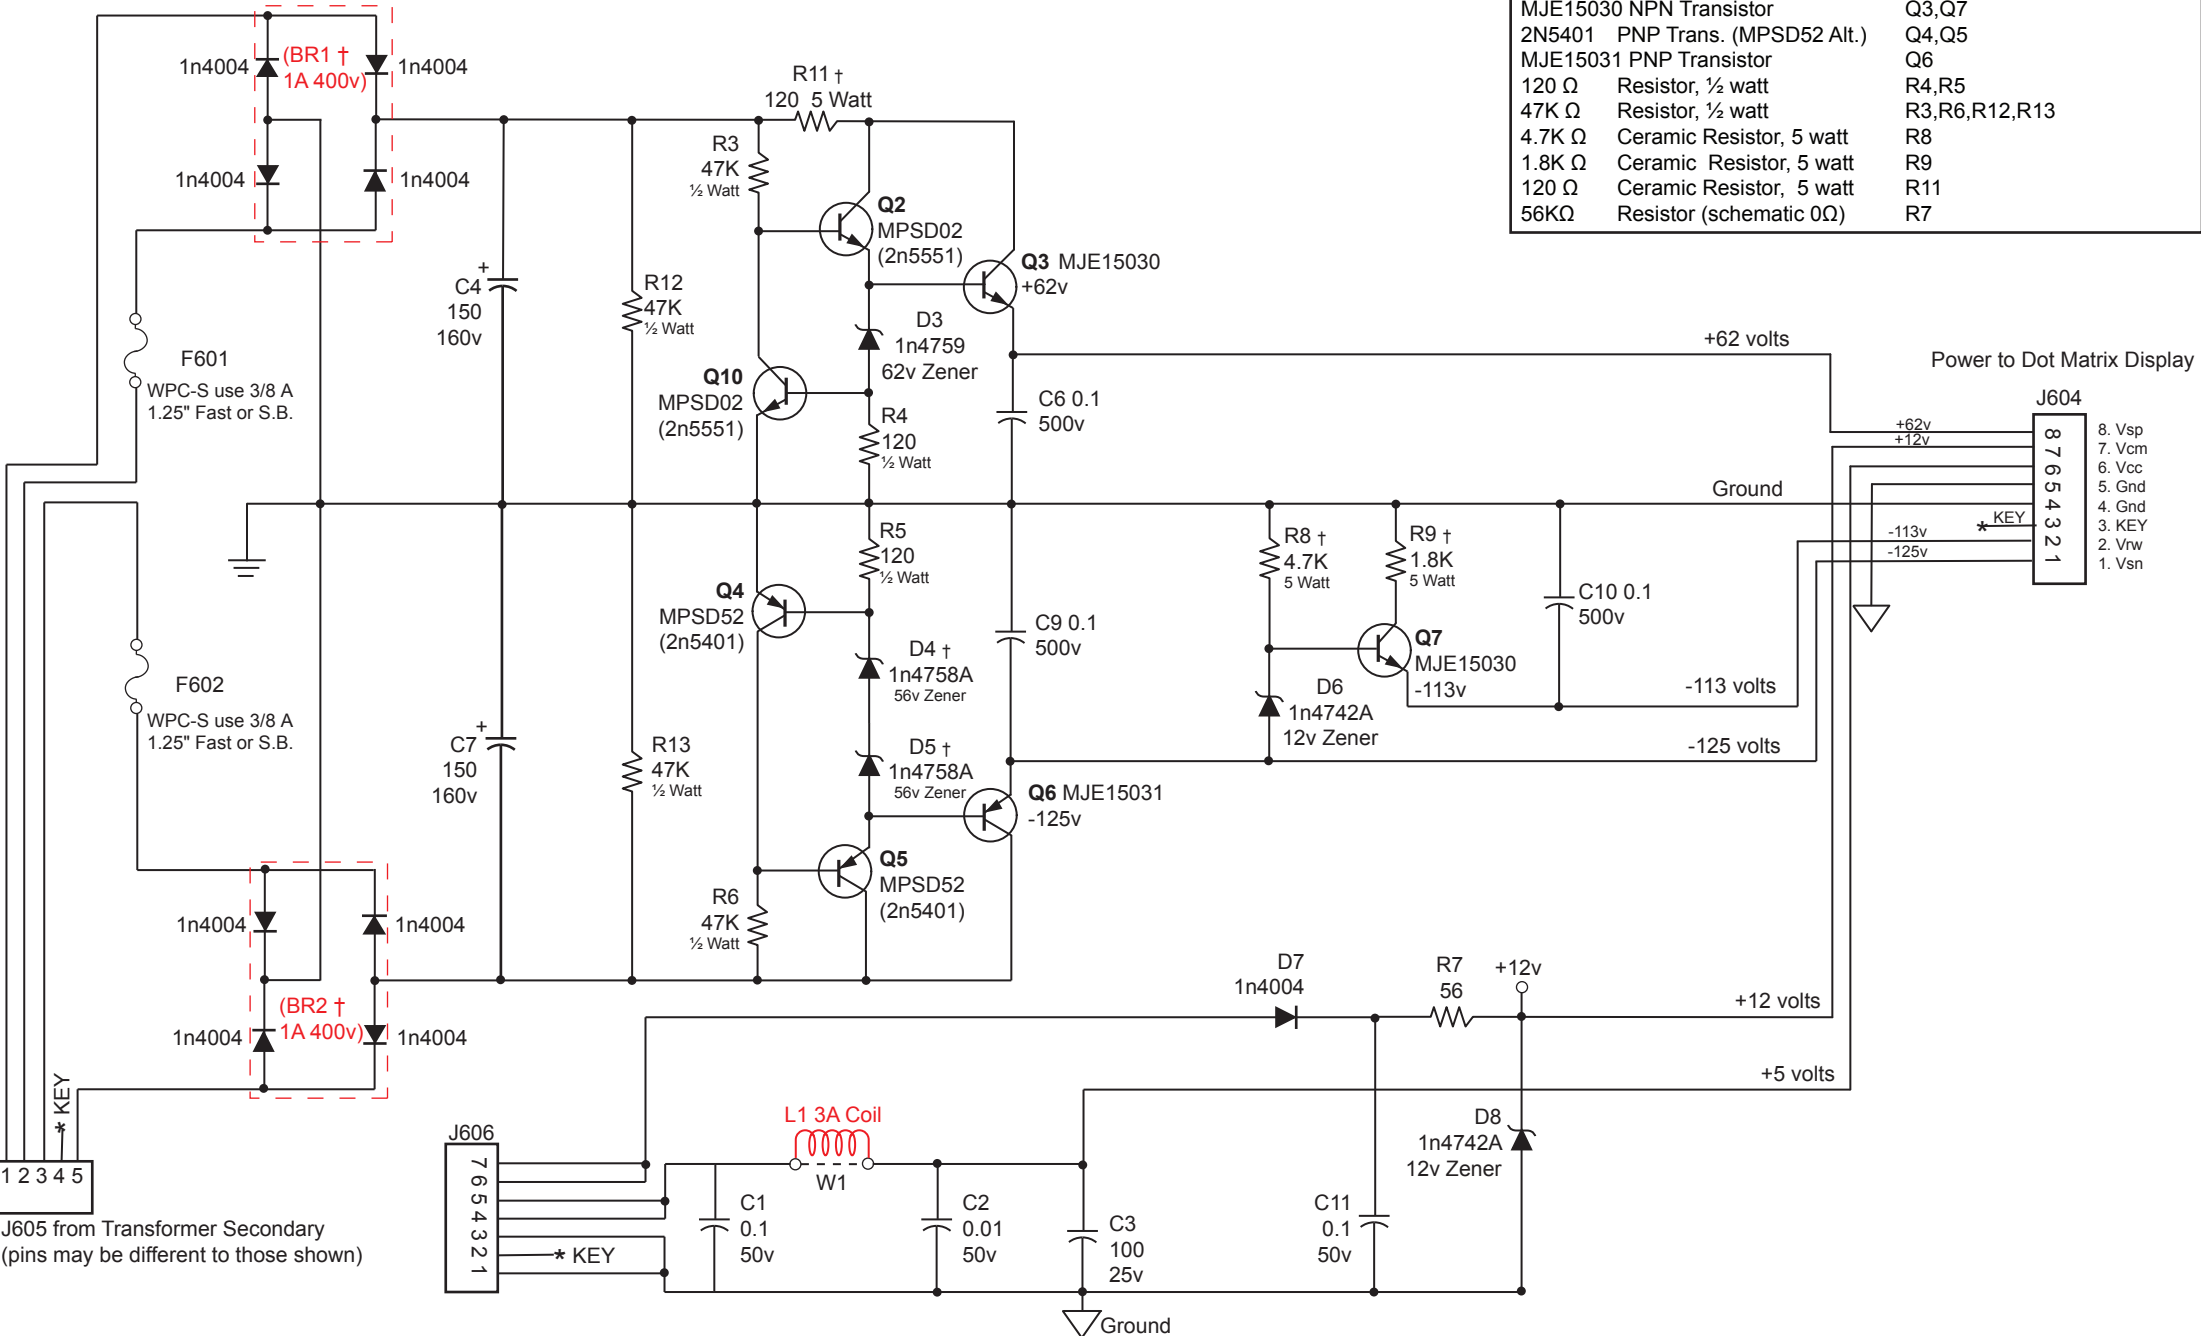 MJE15030 NPN Transistor Q3,Q7
2N5401 PNP Trans. (MPSD52 Alt.) Q4,Q5
MJE15031 PNP Transistor Q6
120 Ω Resistor, ½ watt R4,R5
47K Ω Resistor, ½ watt R3,R6,R12,R13
4.7K Ω Ceramic Resistor, 5 watt R8
1.8K Ω Ceramic Resistor, 5 watt R9
120 Ω Ceramic Resistor, 5 watt R11
56KΩ Resistor (schematic 0Ω) R7
1n4004
(BR1 †
1A 400v)
1n4004
1n4004
1n4004
R11 †
120 5 Watt
R3
47K
½ Watt
Q2
MPSD02
(2n5551)
Q3 MJE15030
+62v
+
C4
150
160v
R12
47K
½ Watt
D3
1n4759
62v Zener
F601
WPC-S use 3/8 A
1.25" Fast or S.B.
Q10
MPSD02
(2n5551)
R4
120
½ Watt
C6 0.1
500v
+62 volts
Power to Dot Matrix Display
J604
+62v
+12v
-113v
-125v
* KEY
8 7 6 5 4 3 2 1
8. Vsp
7. Vcm
6. Vcc
5. Gnd
4. Gnd
3. KEY
2. Vrw
1. Vsn
Ground
R5
120
½ Watt
R8 †
4.7K
5 Watt
R9 †
1.8K
5 Watt
Q4
MPSD52
(2n5401)
C9 0.1
500v
C10 0.1
500v
D4 †
1n4758A
56v Zener
Q7
MJE15030
-113v
D6
1n4742A
12v Zener
-113 volts
F602
WPC-S use 3/8 A
1.25" Fast or S.B.
+
C7
150
160v
R13
47K
½ Watt
D5 †
1n4758A
56v Zener
-125 volts
Q6 MJE15031
-125v
Q5
MPSD52
(2n5401)
R6
47K
½ Watt
1n4004
1n4004
(BR2 †
1A 400v)
1n4004
1n4004
D7
1n4004
R7
56
+12v
+12 volts
+5 volts
* KEY
1 2 3 4 5
J605 from Transformer Secondary
(pins may be different to those shown)
J606
7 6 5 4 3 2 1
* KEY
L1 3A Coil
W1
C1
0.1
50v
C2
0.01
50v
C3
100
25v
C11
0.1
50v
D8
1n4742A
12v Zener
Ground